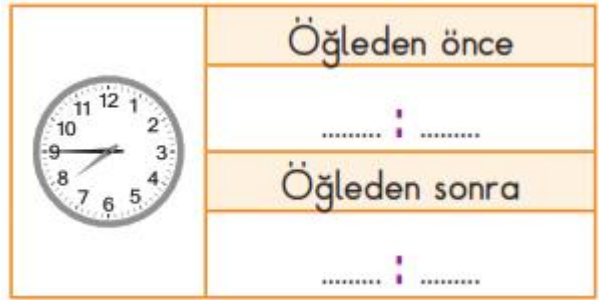 Öğleden önce
......... : .........
Öğleden sonra
......... : .........
12
11 1
10 2
9 3
8 4
7 5
6